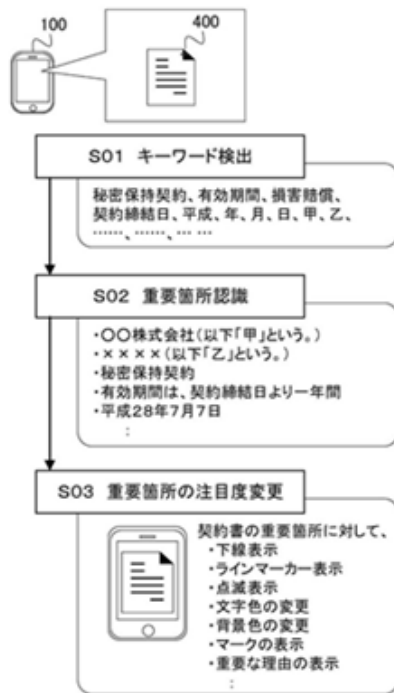 100
400
S01 キーワード検出
秘密保持契約、有効期間、損害賠償、
契約締結日、平成、年、月、日、甲、乙、
……、……、… …
S02 重要箇所認識
・〇〇株式会社(以下「甲」という。)
・××××(以下「乙」という。)
・秘密保持契約
・有効期間は、契約締結日より一年間
・平成28年7月7日
:
S03 重要箇所の注目度変更
契約書の重要箇所に対して、
・下線表示
・ラインマーカー表示
・点滅表示
・文字色の変更
・背景色の変更
・マークの表示
・重要な理由の表示
: